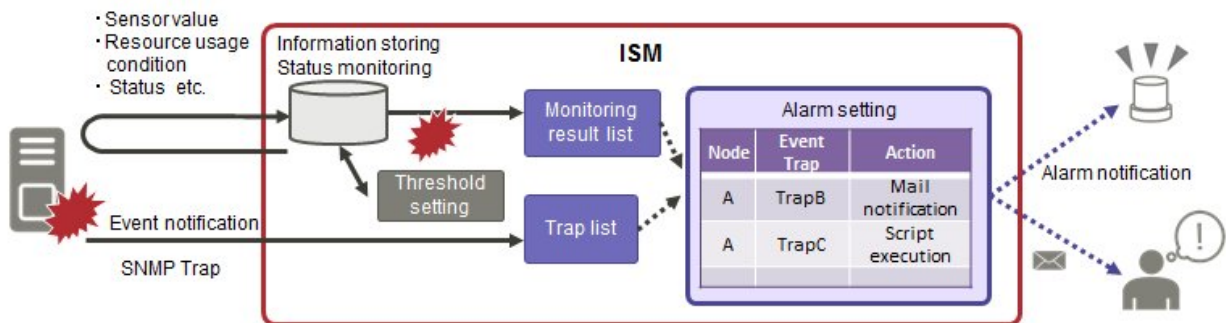 ・Sensor value
・Resource usage
condition
・Status etc.
Information storing
Status monitoring
ISM
Monitoring
result list
Threshold
setting
Event notification
SNMP Trap
Trap list
Alarm setting
Node Event Trap Action
A TrapB Mail notification
A TrapC Script execution
Alarm notification
!